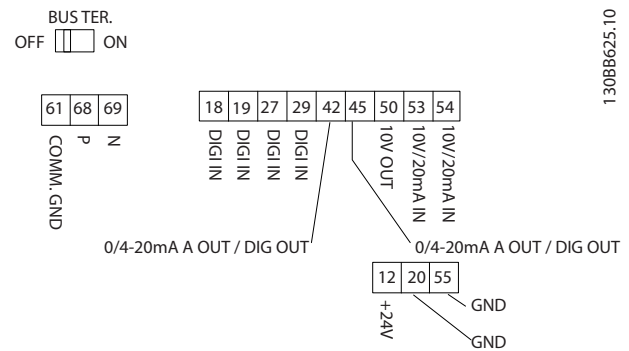 BUS TER.
OFF ON
130BB625.10
61 68 69
18 19 27 29 42 45 50 53 54
COMM. GND
P
N
DIGI IN
DIGI IN
DIGI IN
DIGI IN
10V OUT
10V/20mA IN
10V/20mA IN
0/4-20mA A OUT / DIG OUT
0/4-20mA A OUT / DIG OUT
12 20 55
+24V
GND
GND